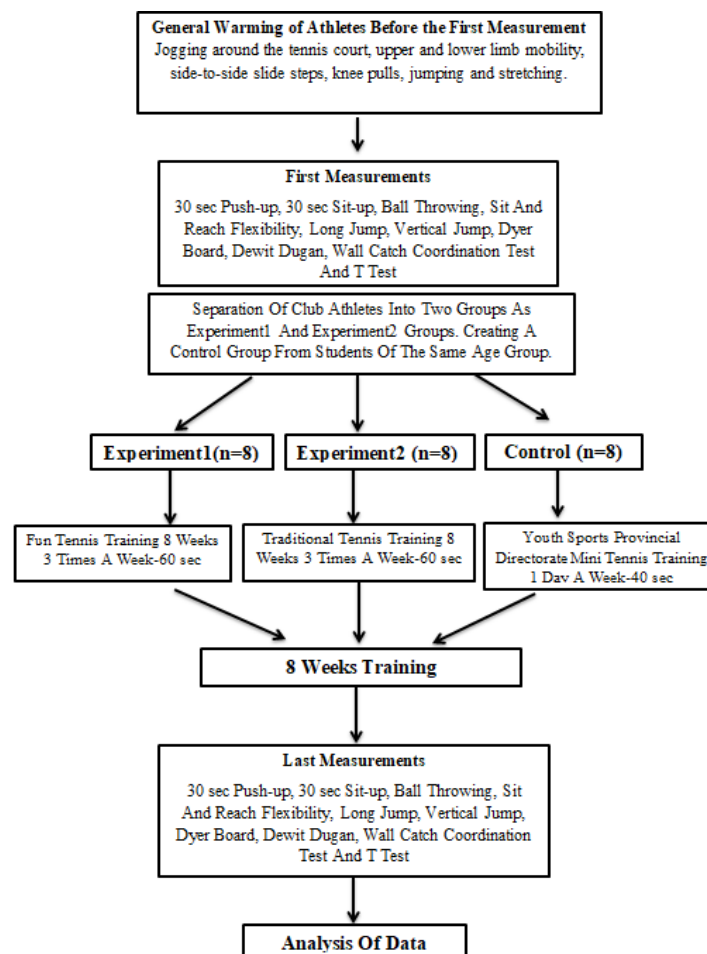 General Warming of Athletes Before the First Measurement
Jogging around the tennis court, upper and lower limb mobility,
side-to-side slide steps, knee pulls, jumping and stretching.
First Measurements
30 sec Push-up, 30 sec Sit-up, Ball Throwing, Sit And
Reach Flexibility, Long Jump, Vertical Jump, Dyer
Board, Dewit Dugan, Wall Catch Coordination Test
And T Test
Separation Of Club Athletes Into Two Groups As
Experiment1 And Experiment2 Groups. Creating A
Control Group From Students Of The Same Age Group.
Experiment1(n=8)
Experiment2 (n=8)
Control (n=8)
Fun Tennis Training 8 Weeks
3 Times A Week-60 sec
Traditional Tennis Training 8
Weeks 3 Times A Week-60 sec
Youth Sports Provincial
Directorate Mini Tennis Training
1 Day A Week-40 sec
8 Weeks Training
Last Measurements
30 sec Push-up, 30 sec Sit-up, Ball Throwing, Sit
And Reach Flexibility, Long Jump, Vertical Jump,
Dyer Board, Dewit Dugan, Wall Catch Coordination
Test And T Test
Analysis Of Data